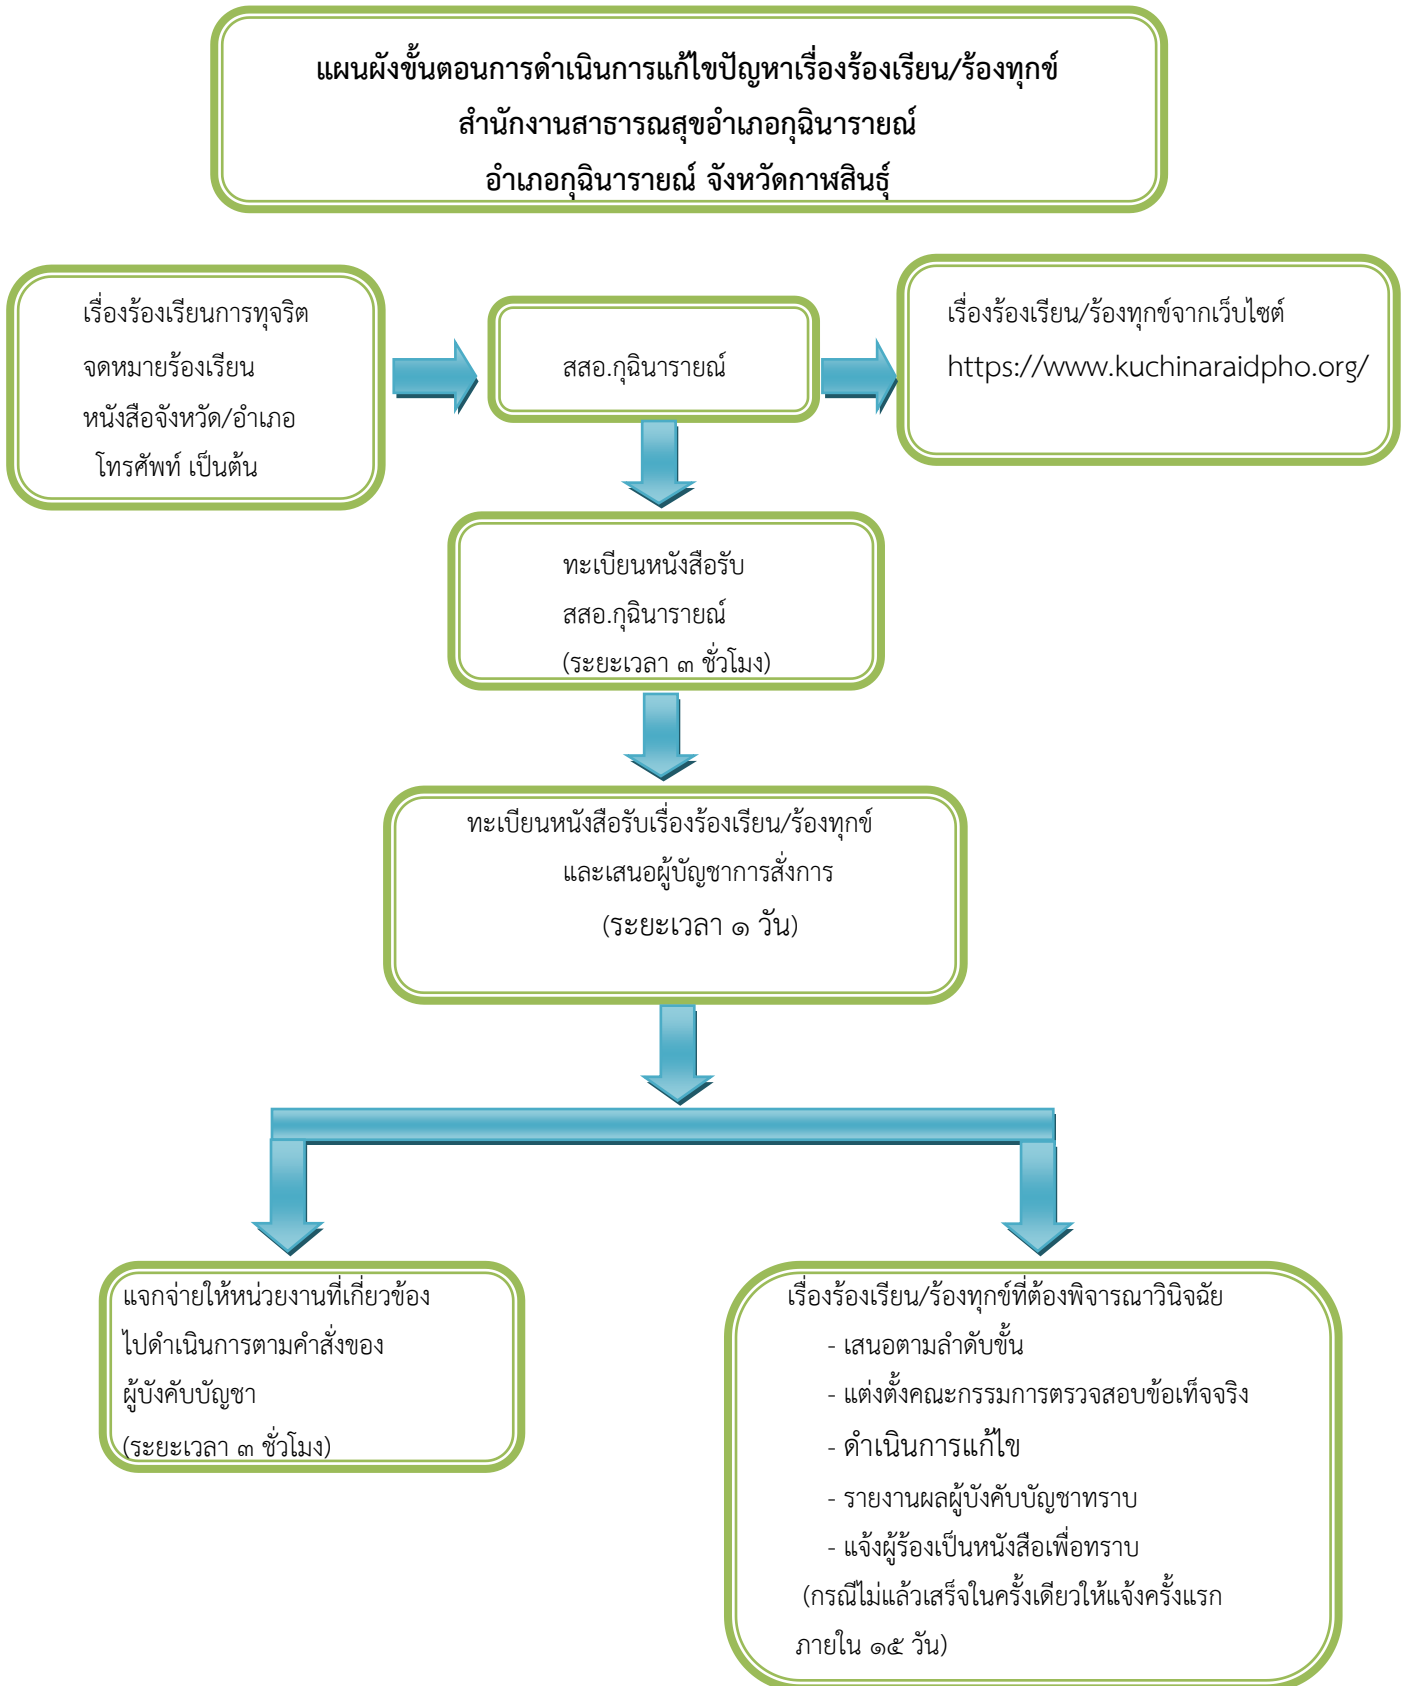 แผนผังขั้นตอนการดำเนินการแก้ไขปัญหาเรื่องร้องเรียน/ร้องทุกข์
สำนักงานสาธารณสุขอำเภอกุฉินารายณ์
อำเภอกุฉินารายณ์ จังหวัดกาฬสินธุ์
เรื่องร้องเรียนการทุจริต
จดหมายร้องเรียน
หนังสือจังหวัด/อำเภอ
โทรศัพท์ เป็นต้น
สสอ.กุฉินารายณ์
เรื่องร้องเรียน/ร้องทุกข์จากเว็บไซต์
https://www.kuchinaraidpho.org/
ทะเบียนหนังสือรับ
สสอ.กุฉินารายณ์
(ระยะเวลา ๓ ชั่วโมง)
ทะเบียนหนังสือรับเรื่องร้องเรียน/ร้องทุกข์
และเสนอผู้บัญชาการสั่งการ
(ระยะเวลา ๑ วัน)
แจกจ่ายให้หน่วยงานที่เกี่ยวข้อง
ไปดำเนินการตามคำสั่งของ
ผู้บังคับบัญชา
(ระยะเวลา ๓ ชั่วโมง)
เรื่องร้องเรียน/ร้องทุกข์ที่ต้องพิจารณาวินิจฉัย
- เสนอตามลำดับขั้น
- แต่งตั้งคณะกรรมการตรวจสอบข้อเท็จจริง
- ดำเนินการแก้ไข
- รายงานผลผู้บังคับบัญชาทราบ
- แจ้งผู้ร้องเป็นหนังสือเพื่อทราบ
(กรณีไม่แล้วเสร็จในครั้งเดียวให้แจ้งครั้งแรก
ภายใน ๑๕ วัน)